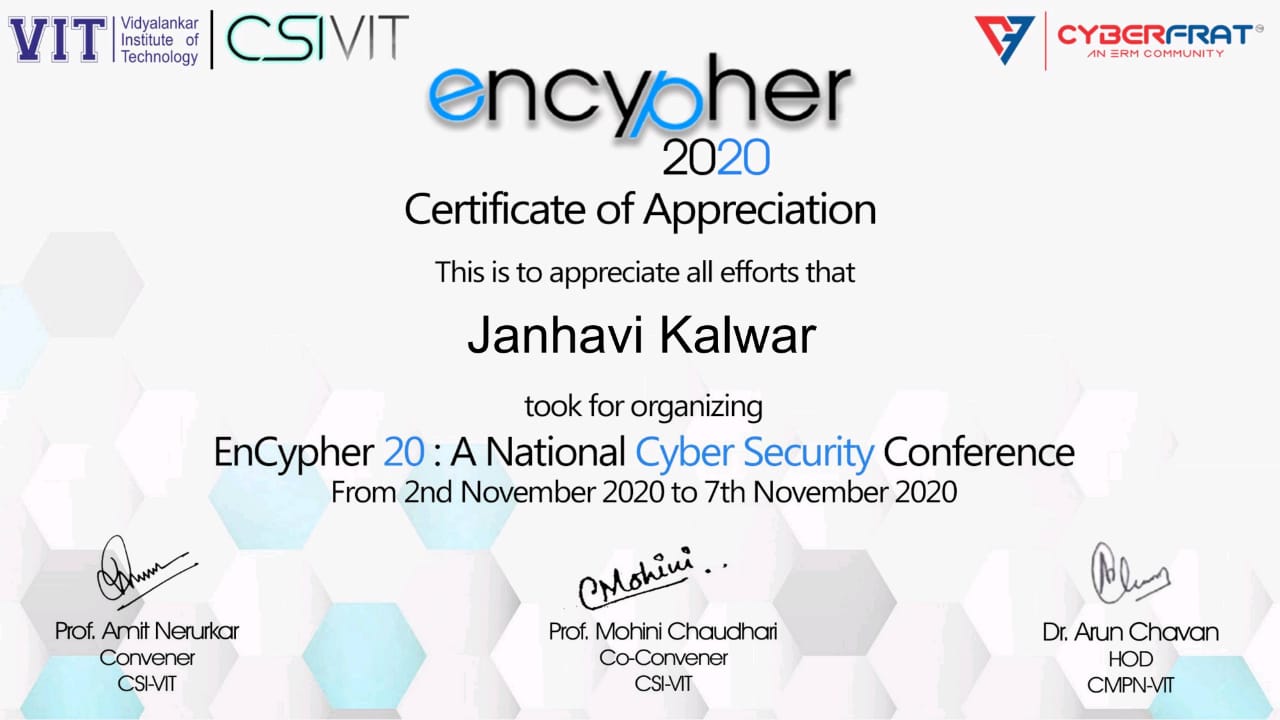 VIT
Vidyalankar
Institute of
Technology
CSIVIT
CYBERFRAT
AN ERM COMMUNITY
encypher
2020
Certificate of Appreciation
This is to appreciate all efforts that
Janhavi Kalwar
took for organizing
EnCypher 20 : A National Cyber Security Conference
From 2nd November 2020 to 7th November 2020
CMohini..
Prof. Amit Nerurkar
Convener
CSI-VIT
Prof. Mohini Chaudhari
Co-Convener
CSI-VIT
Dr. Arun Chavan
HOD
CMPN-VIT